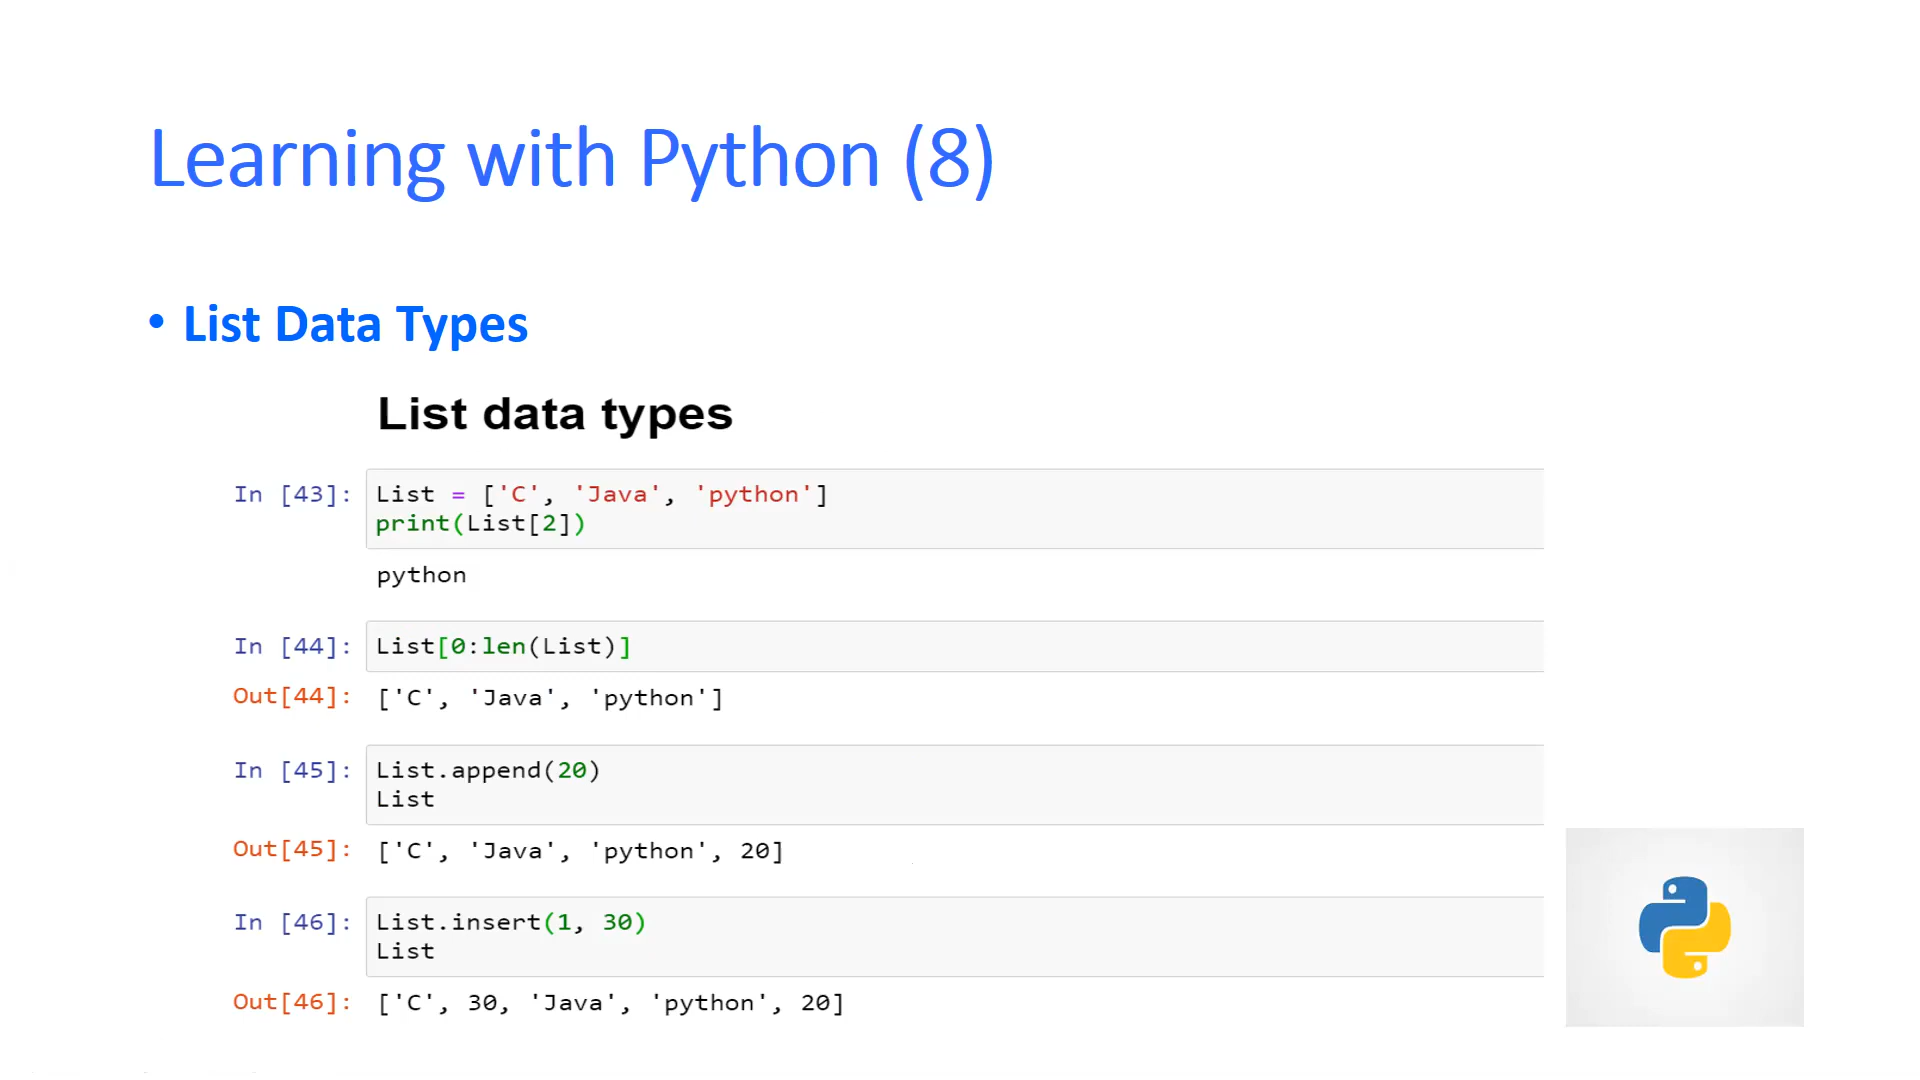 Learning with Python (8)
• List Data Types
List data types
In [43]: List = ['C', 'Java', 'python']
print(List[2])
python
In [44]: List[0:len(List)]
Out[44]: ['C', 'Java', 'python']
In [45]: List.append(20)
List
Out[45]: ['C', 'Java', 'python', 20]
In [46]: List.insert(1, 30)
List
Out[46]: ['C', 30, 'Java', 'python', 20]